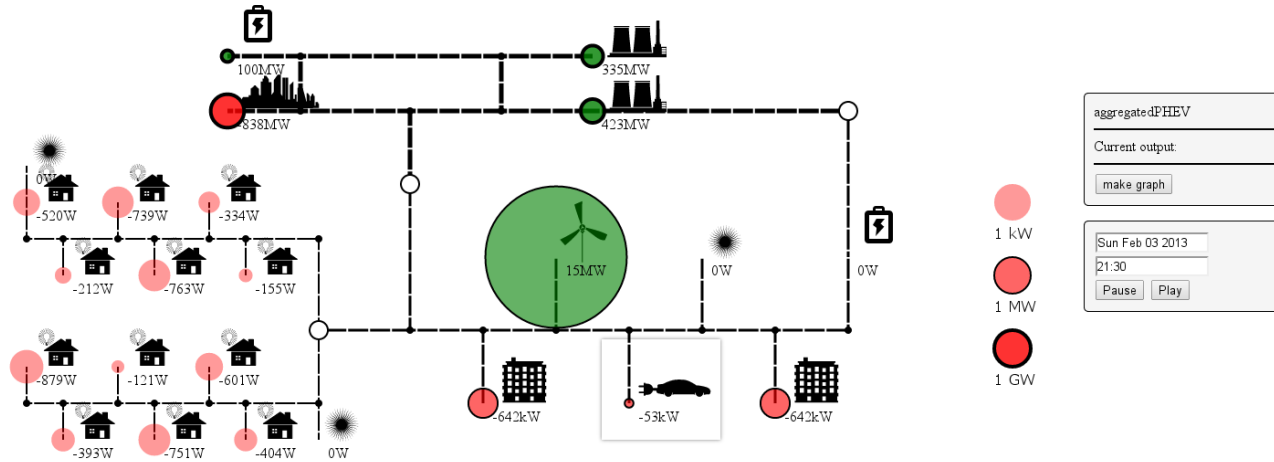 100MW
335MW
-838MW
423MW
0W
-520W
-739W
-334W
-212W
-763W
-155W
15MW
0W
0W
-879W
-121W
-601W
-393W
-751W
-404W
0W
-642kW
-53kW
-642kW
1 kW
1 MW
1 GW
aggregatedPHEV
Current output:
make graph
Sun Feb 03 2013
21:30
Pause Play